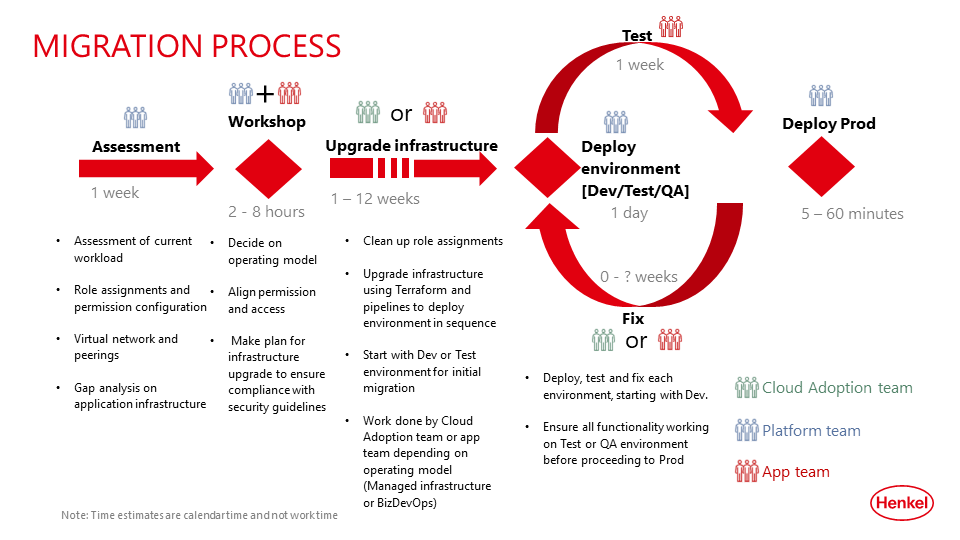 MIGRATION PROCESS
Assessment
1 week
+
Workshop
2 - 8 hours
or
Upgrade infrastructure
1 – 12 weeks
Test
1 week
Deploy
environment
[Dev/Test/QA]
1 day
0 - ? weeks
Fix
or
Deploy Prod
5 – 60 minutes
• Assessment of current
workload
• Role assignments and
permission configuration
• Virtual network and
peerings
• Gap analysis on
application infrastructure
• Decide on
operating model
• Align permission
and access
• Make plan for
infrastructure
upgrade to ensure
compliance with
security guidelines
• Clean up role assignments
• Upgrade infrastructure
using Terraform and
pipelines to deploy
environment in sequence
• Start with Dev or Test
environment for initial
migration
• Work done by Cloud
Adoption team or app
team depending on
operating model
(Managed infrastructure
or BizDevOps)
• Deploy, test and fix each
environment, starting with Dev.
• Ensure all functionality working
on Test or QA environment
before proceeding to Prod
Cloud Adoption team
Platform team
App team
Note: Time estimates are calendar time and not work time
Henkel